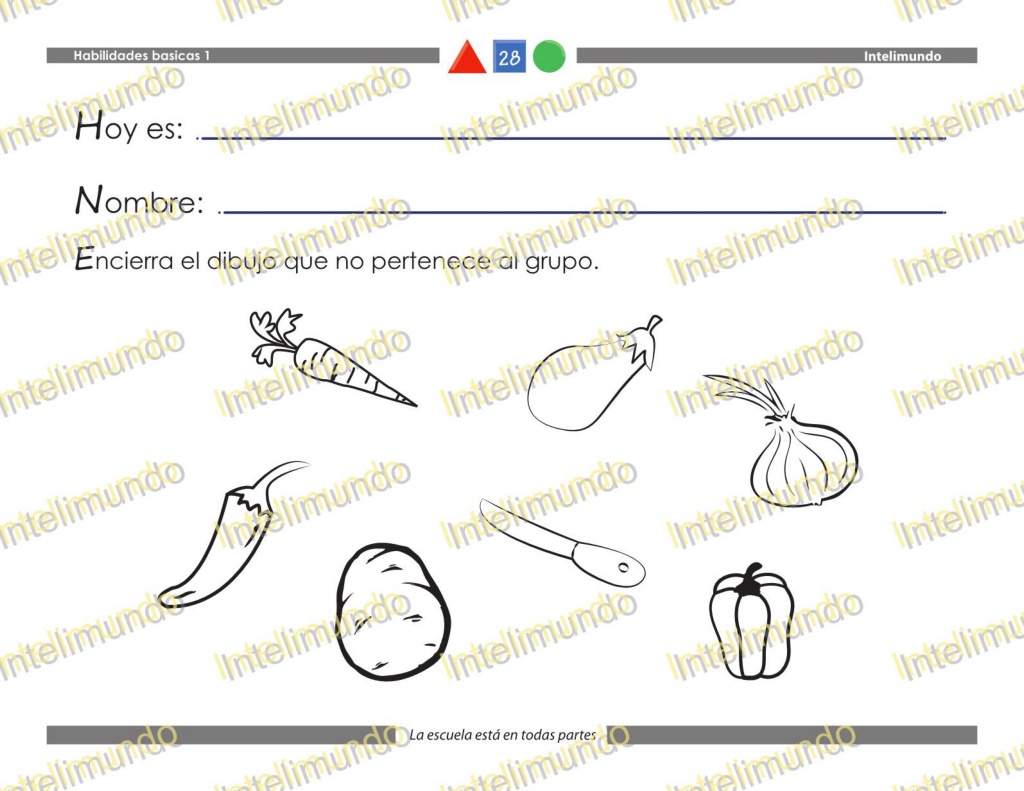 Habilidades basicas 1
28
Intelimundo
Hoy es:
Nombre:
Encierra el dibujo que no pertenece al grupo.
La escuela está en todas partes
Intelimundo